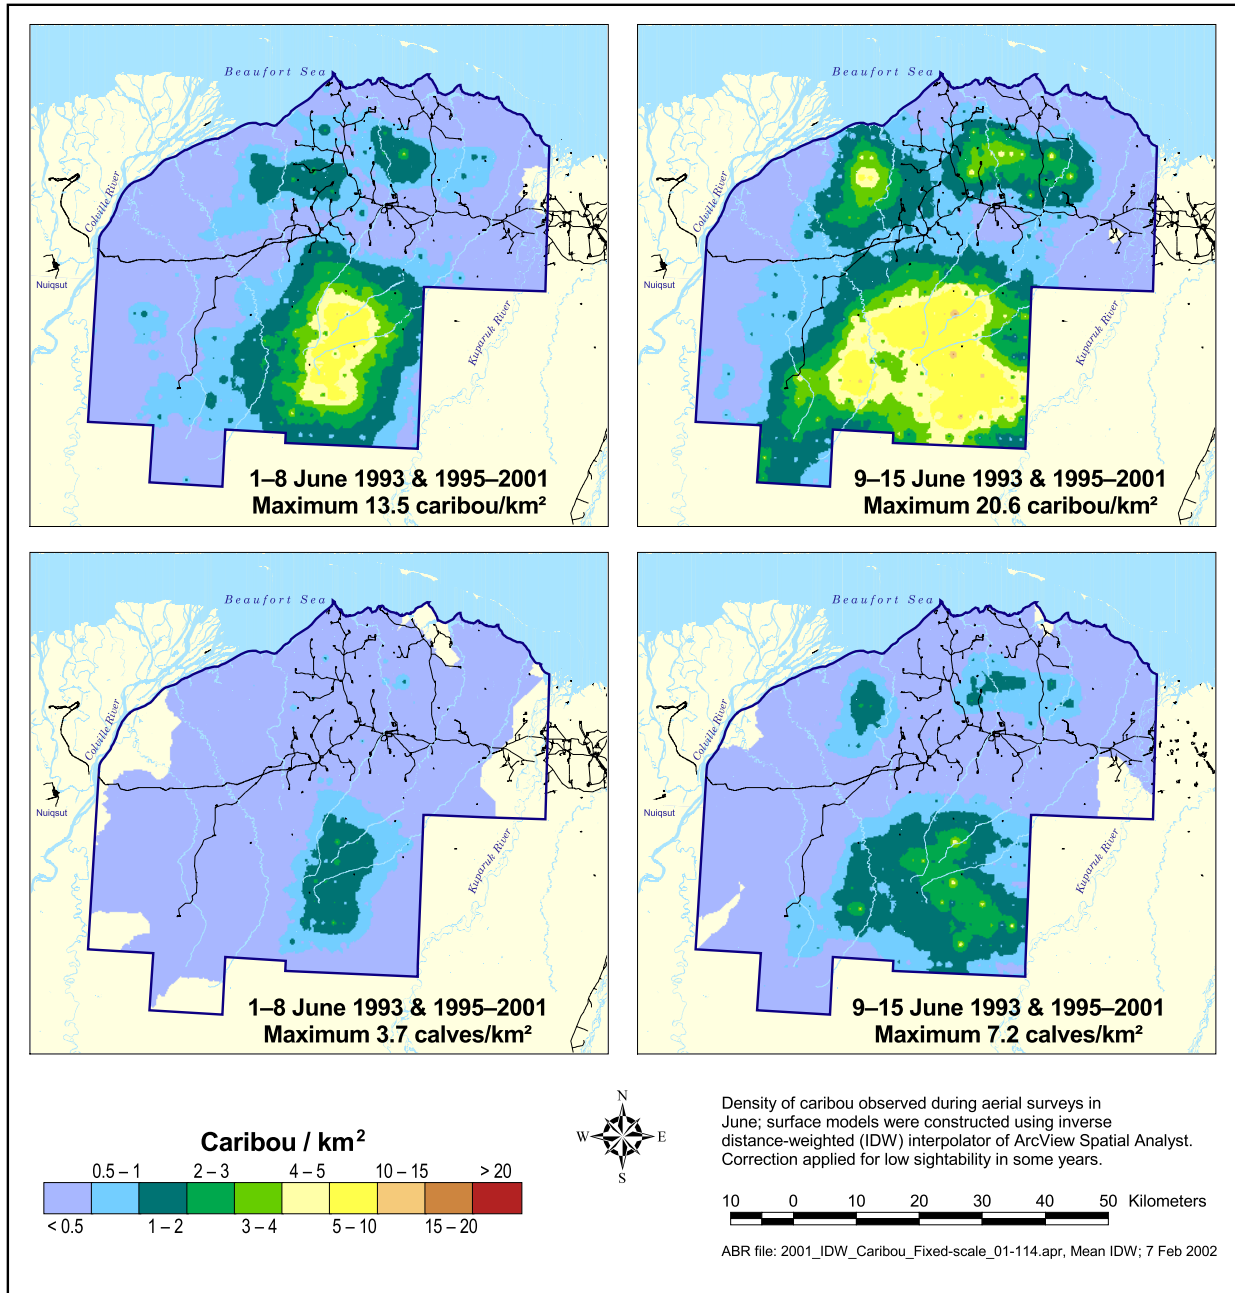 Beaufort Sea
Colville River
Nuiqsut
Kuparuk River
1–8 June 1993 & 1995–2001
Maximum 13.5 caribou/km²
Beaufort Sea
Colville River
Nuiqsut
Kuparuk River
9–15 June 1993 & 1995–2001
Maximum 20.6 caribou/km²
Beaufort Sea
Colville River
Nuiqsut
Kuparuk River
1–8 June 1993 & 1995–2001
Maximum 3.7 calves/km²
Beaufort Sea
Colville River
Nuiqsut
Kuparuk River
9–15 June 1993 & 1995–2001
Maximum 7.2 calves/km²
Caribou / km²
0.5 – 1 2 – 3 4 – 5 10 – 15 > 20
< 0.5 1 – 2 3 – 4 5 – 10 15 – 20
N
W E
S
Density of caribou observed during aerial surveys in
June; surface models were constructed using inverse
distance-weighted (IDW) interpolator of ArcView Spatial Analyst.
Correction applied for low sightability in some years.
10 0 10 20 30 40 50 Kilometers
ABR file: 2001_IDW_Caribou_Fixed-scale_01-114.apr, Mean IDW; 7 Feb 2002